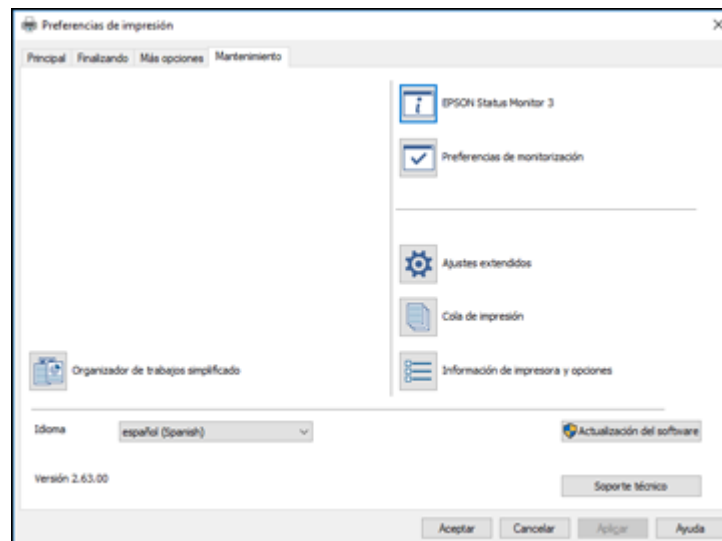 Preferencias de impresión
Principal Finalizando Más opciones Mantenimiento
EPSON Status Monitor 3
Preferencias de monitorización
Ajustes extendidos
Cola de impresión
Organizador de trabajos simplificado
Información de impresora y opciones
Idioma
español (Spanish)
Actualización del software
Versión 2.63.00
Soporte técnico
Aceptar Cancelar Aplicar Ayuda